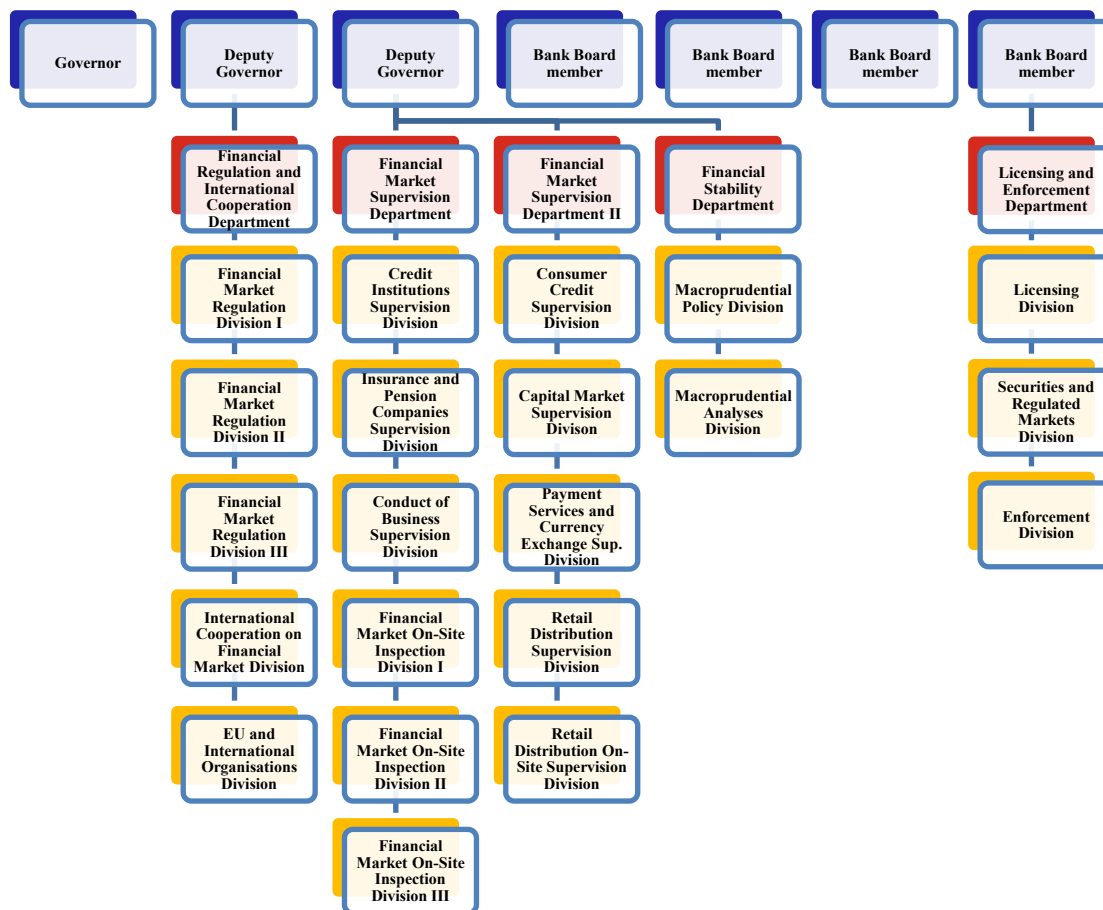 Governor
Deputy
Governor
Deputy
Governor
Bank Board
member
Bank Board
member
Bank Board
member
Bank Board
member
Financial
Regulation and
International
Cooperation
Department
Financial
Market
Supervision
Department
Financial
Market
Supervision
Department II
Financial
Stability
Department
Licensing and
Enforcement
Department
Financial
Market
Regulation
Division I
Credit
Institutions
Supervision
Division
Consumer
Credit
Supervision
Division
Macroprudential
Policy Division
Licensing
Division
Financial
Market
Regulation
Division II
Insurance and
Pension
Companies
Supervision
Division
Capital Market
Supervision
Divison
Macroprudential
Analyses
Division
Securities and
Regulated
Markets
Division
Financial
Market
Regulation
Division III
Conduct of
Business
Supervision
Division
Payment
Services and
Currency
Exchange Sup.
Division
Enforcement
Division
International
Cooperation on
Financial
Market Division
Financial
Market On-Site
Inspection
Division I
Retail
Distribution
Supervision
Division
EU and
International
Organisations
Division
Financial
Market On-Site
Inspection
Division II
Retail
Distribution On-
Site Supervision
Division
Financial
Market On-Site
Inspection
Division III